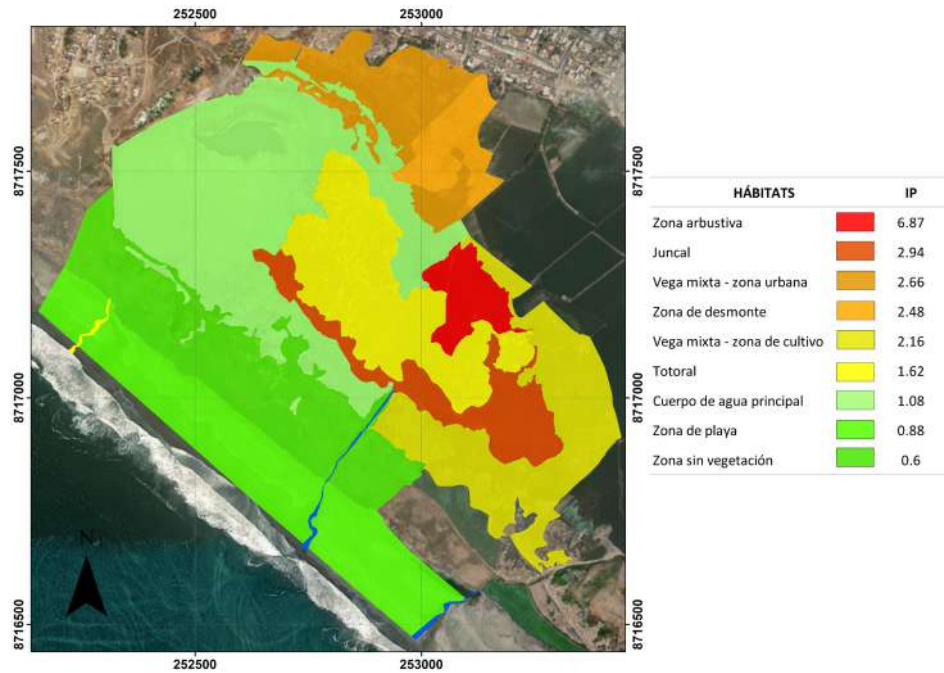 252500 253000
8717500 8717500
8717000 8717000
8716500 8716500
N
252500 253000
HÁBITATS IP
Zona arbustiva 6.87
Juncal 2.94
Vega mixta - zona urbana 2.66
Zona de desmonte 2.48
Vega mixta - zona de cultivo 2.16
Totoral 1.62
Cuerpo de agua principal 1.08
Zona de playa 0.88
Zona sin vegetación 0.6